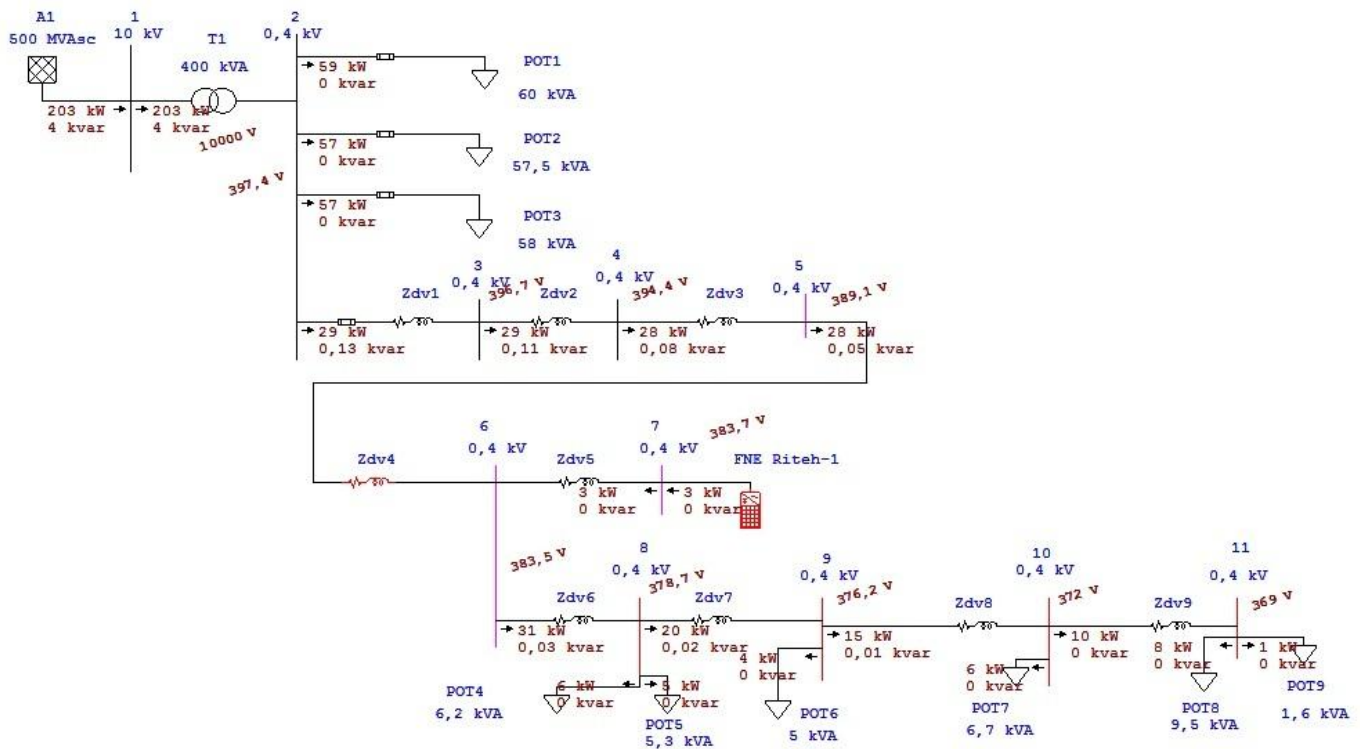 A1
500 MVAsc
1
10 kV
T1
400 kVA
2
0,4 kV
203 kW
4 kvar
203 kW
4 kvar
10000 V
397,4 V
59 kW
0 kvar
POT1
60 kVA
57 kW
0 kvar
POT2
57,5 kVA
57 kW
0 kvar
POT3
58 kVA
29 kW
0,13 kvar
Zdv1
3
0,4 kV
396,7 V
29 kW
0,11 kvar
Zdv2
4
0,4 kV
394,4 V
28 kW
0,08 kvar
Zdv3
5
0,4 kV
389,1 V
28 kW
0,05 kvar
Zdv4
6
0,4 kV
Zdv5
3 kW
0 kvar
7
0,4 kV
383,7 V
3 kW
0 kvar
FNE Riteh-1
383,5 V
31 kW
0,03 kvar
Zdv6
8
0,4 kV
378,7 V
20 kW
0,02 kvar
Zdv7
9
0,4 kV
376,2 V
15 kW
0,01 kvar
Zdv8
10
0,4 kV
372 V
10 kW
0 kvar
Zdv9
8 kW
0 kvar
11
0,4 kV
369 V
1 kW
0 kvar
POT4
6,2 kVA
6 kW
0 kvar
5 kW
0 kvar
POT5
5,3 kVA
4 kW
0 kvar
POT6
5 kVA
6 kW
0 kvar
POT7
6,7 kVA
POT8
9,5 kVA
POT9
1,6 kVA